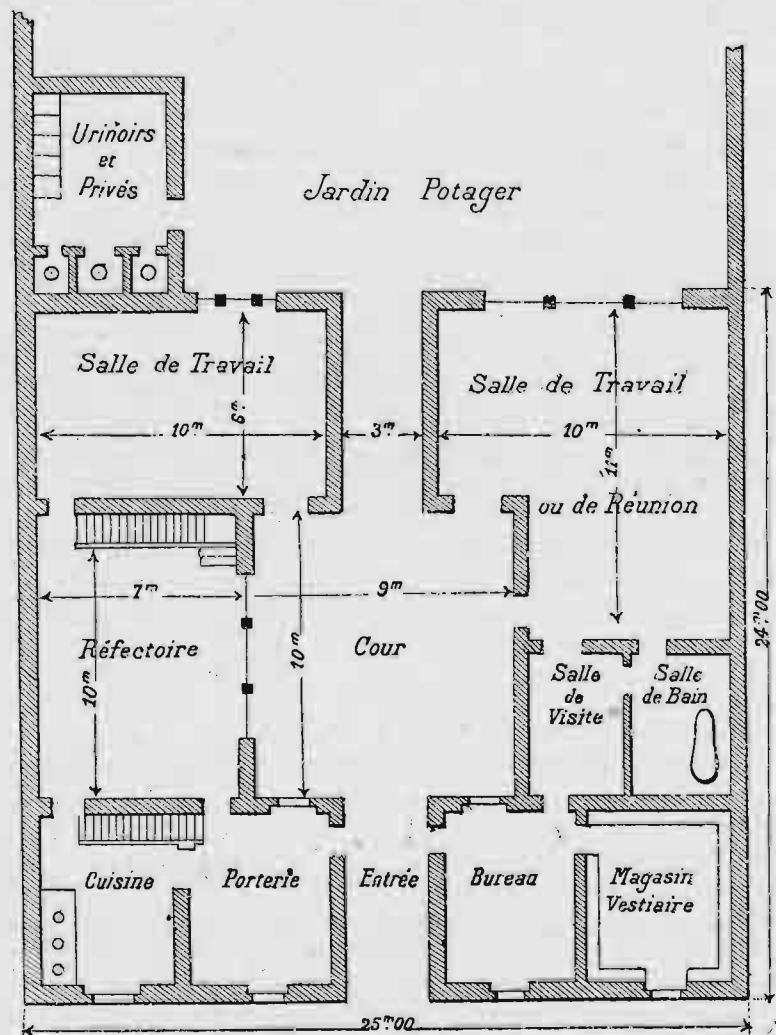 Urinoirs
et
Privés
Jardin Potager
Salle de Travail
6m
10m
3m
Salle de Travail
10m
11m
ou de Réunion
7m
9m
Réfectoire
10m
10m
Cour
24m00
Salle
de
Visite
Salle
de Bain
Cuisine
Porterie
Entrée
Bureau
Magasin
Vestiaire
25m00